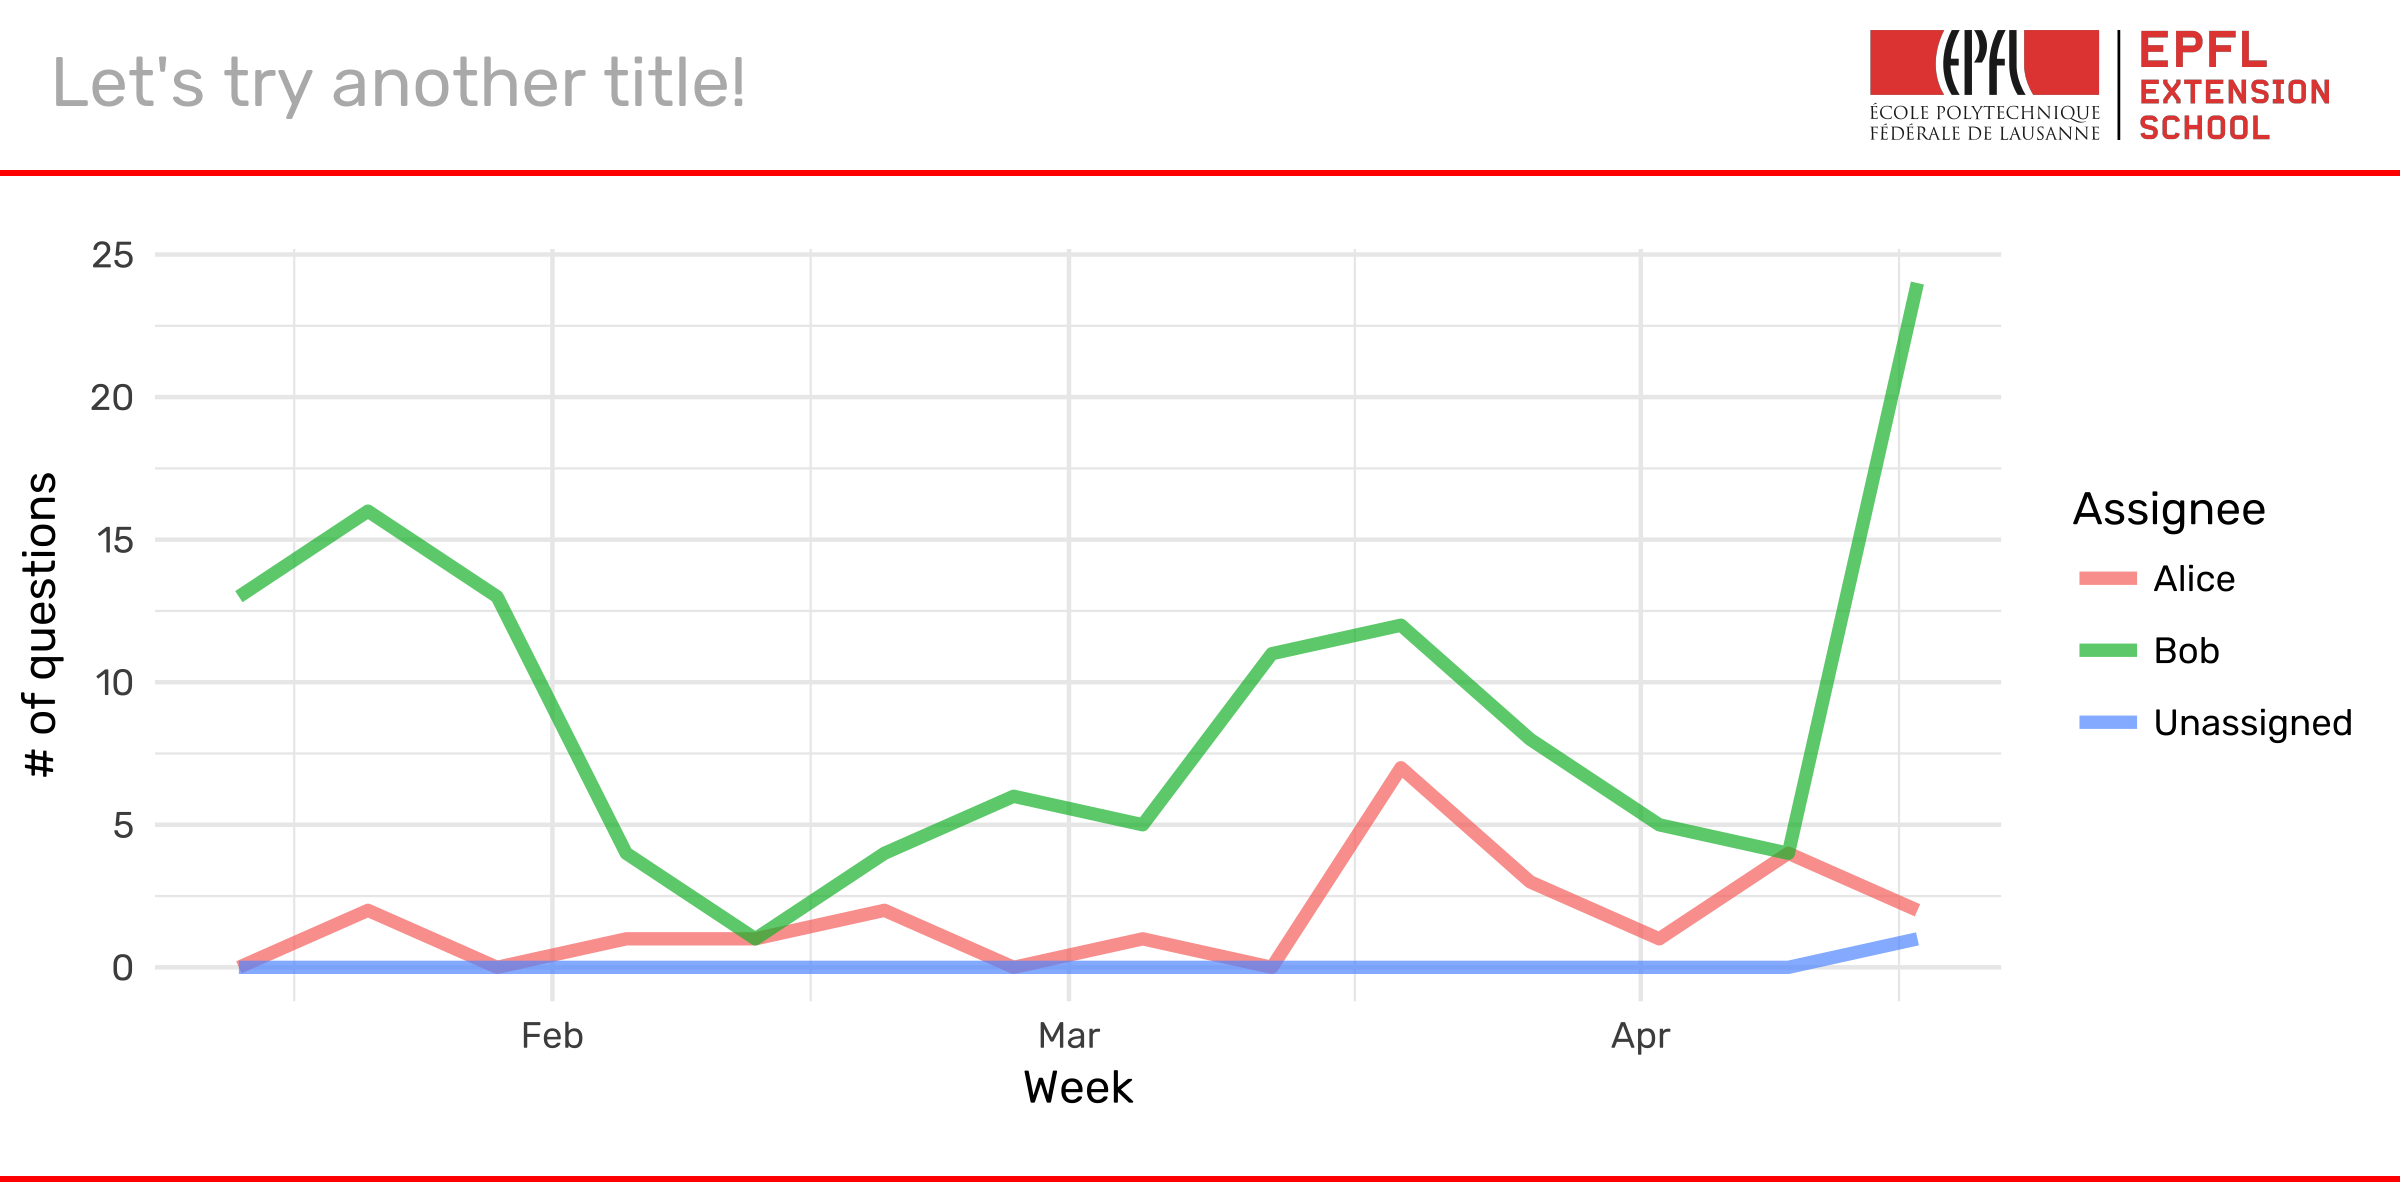 Let's try another title!
EPFL
ÉCOLE POLYTECHNIQUE
FÉDÉRALE DE LAUSANNE
EPFL
EXTENSION
SCHOOL
25
20
15
10
5
0
# of questions
Feb
Mar
Apr
Week
Assignee
Alice
Bob
Unassigned